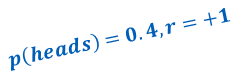 p(heads) = 0.4, r = +1